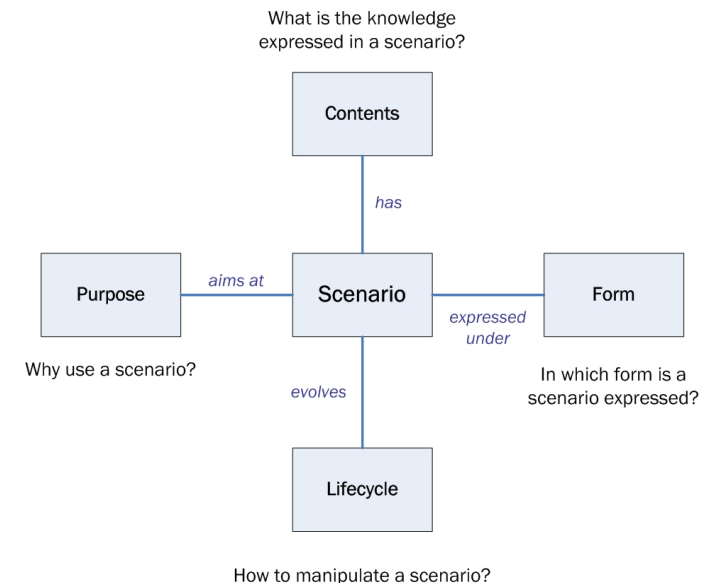 What is the knowledge
expressed in a scenario?
Contents
has
Purpose
aims at
Scenario
expressed
under
Form
Why use a scenario?
In which form is a
scenario expressed?
evolves
Lifecycle
How to manipulate a scenario?